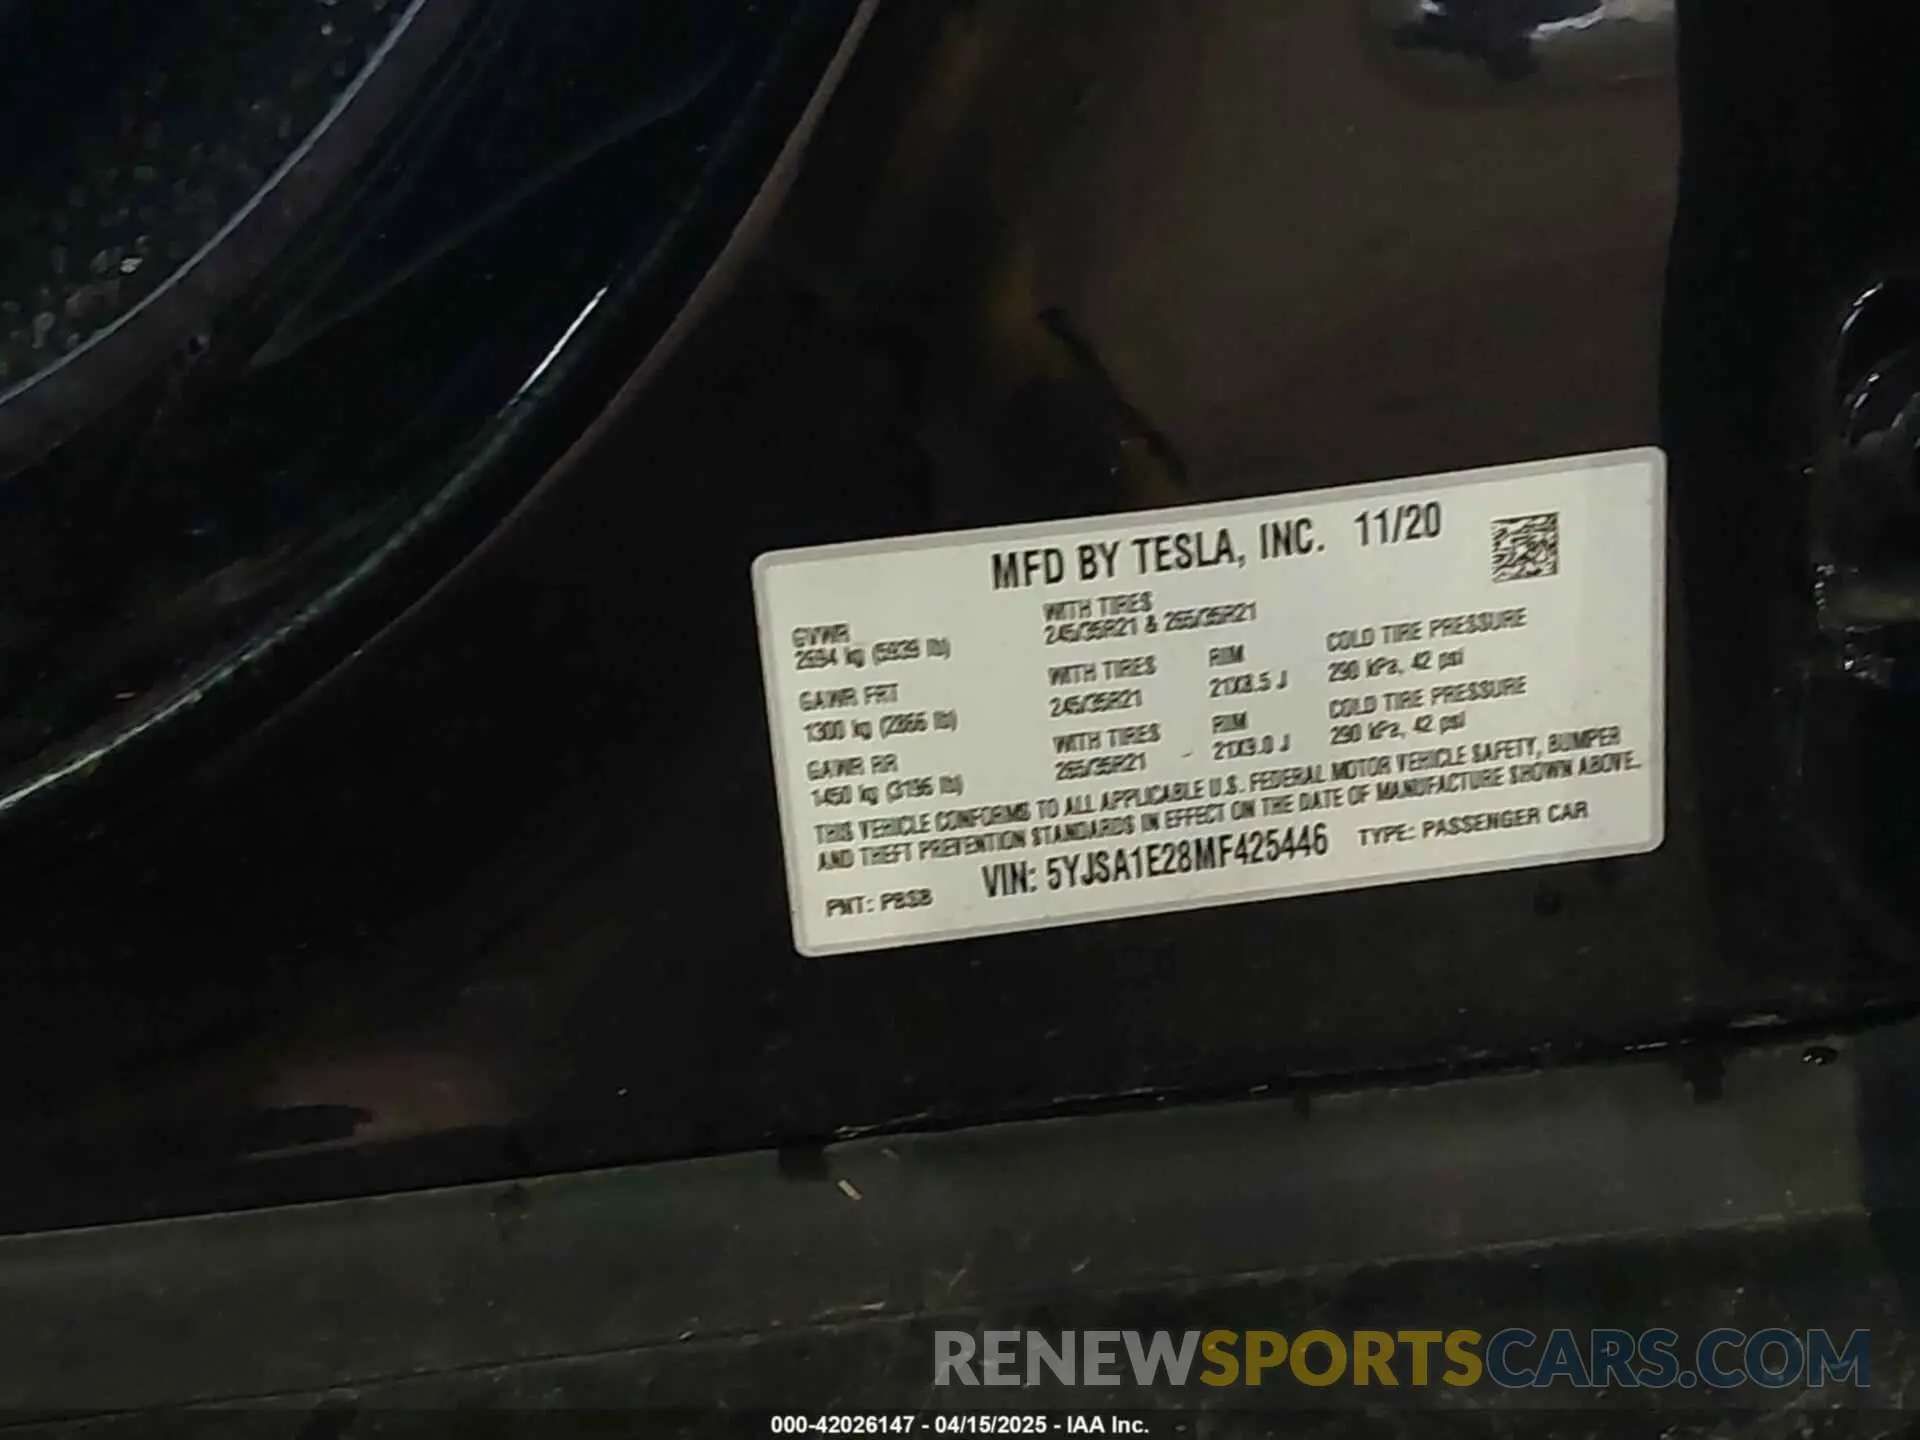 MFD BY TESLA, INC. 11/20
GVWR
2694 kg (5939 lb)
WITH TIRES
245/35R21 & 265/35R21
GAWR FRT
1300 kg (2866 lb)
WITH TIRES
245/35R21
RIM
21X8.5 J
COLD TIRE PRESSURE
290 kPa, 42 psi
GAWR RR
1450 kg (3196 lb)
WITH TIRES
265/35R21
RIM
21X9.0 J
COLD TIRE PRESSURE
290 kPa, 42 psi
THIS VEHICLE CONFORMS TO ALL APPLICABLE U.S. FEDERAL MOTOR VEHICLE SAFETY, BUMPER
AND THEFT PREVENTION STANDARDS IN EFFECT ON THE DATE OF MANUFACTURE SHOWN ABOVE.
PNT: PBSB VIN: 5YJSA1E28MF425446 TYPE: PASSENGER CAR
RENEWSPORTSCARS.COM
000-42026147 - 04/15/2025 - IAA Inc.